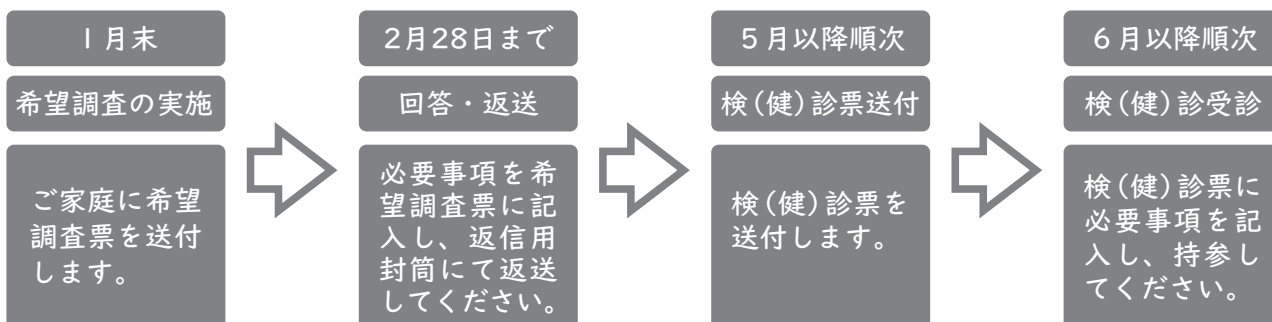 1月末
希望調査の実施
ご家庭に希望
調査票を送付
します。
2月28日まで
回答・返送
必要事項を希
望調査票に記
入し、返信用
封筒にて返送
してください。
5月以降順次
検(健)診票送付
検(健)診票を
送付します。
6月以降順次
検(健)診受診
検(健)診票に
必要事項を記
入し、持参し
てください。